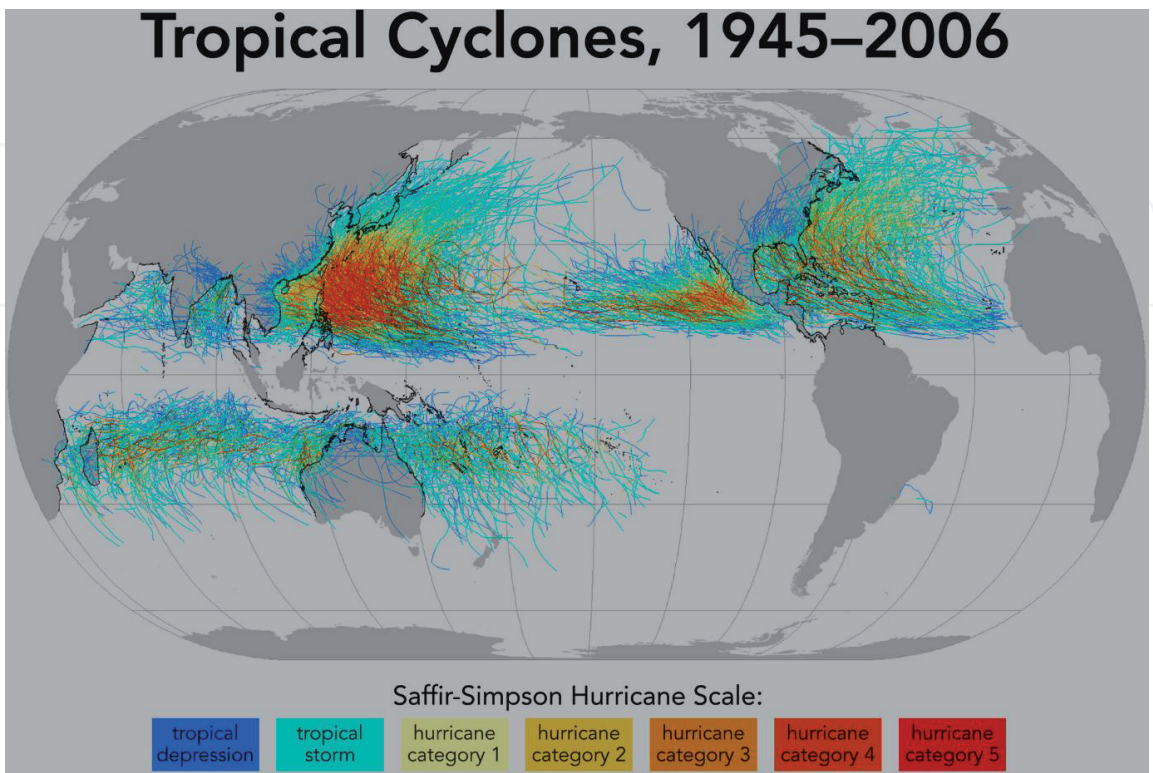 Tropical Cyclones, 1945–2006
Saffir-Simpson Hurricane Scale:
tropical depression
tropical storm
hurricane category 1
hurricane category 2
hurricane category 3
hurricane category 4
hurricane category 5